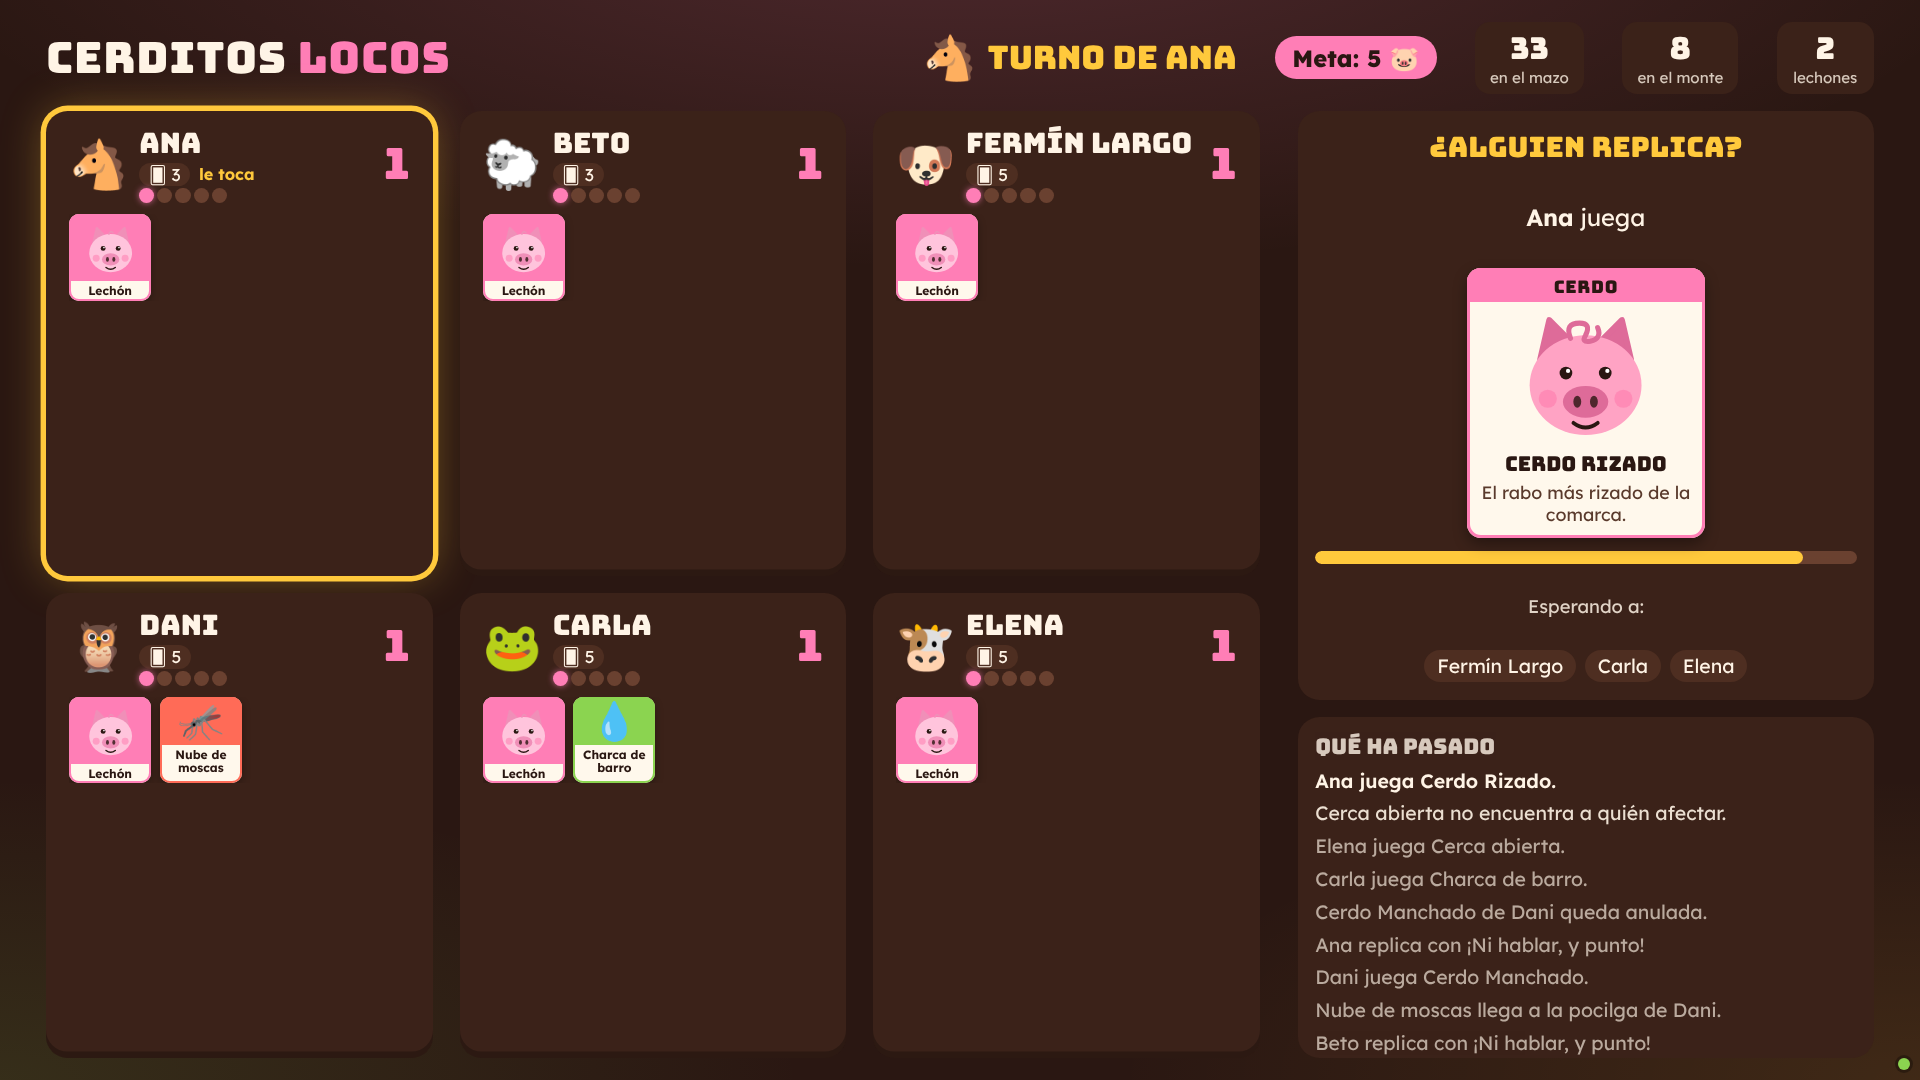 CERDITOS LOCOS
TURNO DE ANA
Meta: 5
33
en el mazo
8
en el monte
2
lechones
ANA
3 le toca
1
Lechón
BETO
3
1
Lechón
FERMÍN LARGO
5
1
Lechón
DANI
5
1
Lechón
Nube de
moscas
CARLA
5
1
Lechón
Charca de
barro
ELENA
5
1
Lechón
¿ALGUIEN REPLICA?
Ana juega
CERDO
CERDO RIZADO
El rabo más rizado de la
comarca.
Esperando a:
Fermín Largo Carla Elena
QUÉ HA PASADO
Ana juega Cerdo Rizado.
Cerca abierta no encuentra a quién afectar.
Elena juega Cerca abierta.
Carla juega Charca de barro.
Cerdo Manchado de Dani queda anulada.
Ana replica con ¡Ni hablar, y punto!
Dani juega Cerdo Manchado.
Nube de moscas llega a la pocilga de Dani.
Beto replica con ¡Ni hablar, y punto!